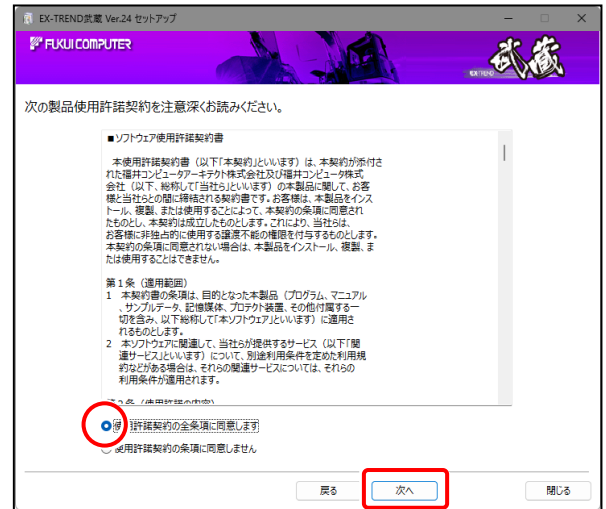 EX-TREND武蔵 Ver.24 セットアップ
FUKUI COMPUTER
EX-TREND
武蔵
次の製品使用許諾契約を注意深くお読みください。
■ソフトウェア使用許諾契約書
本使用許諾契約書（以下「本契約」といいます）は、本契約が添付さ
れた福井コンピュータアーキテクト株式会社及び福井コンピュータ株式
会社（以下、総称して「当社ら」といいます）の本製品に関して、お客
様と当社らとの間に締結される契約書です。お客様は、本製品をインス
トール、複製、または使用することによって、本契約の条項に同意され
たものとし、本契約は成立したものとします。これにより、当社らは、
お客様に非独占的に使用する譲渡不能の権限を付与するものとします。
本契約の条項に同意されない場合は、本製品をインストール、複製、ま
たは使用することはできません。
第１条（適用範囲）
1　本契約書の条項は、目的となった本製品（プログラム、マニュアル
、サンプルデータ、記憶媒体、プロテクト装置、その他付属する一
切を含み、以下総称して「本ソフトウェア」といいます）に適用さ
れるものとします。
2　本ソフトウェアに関連して、当社らが提供するサービス（以下「関
連サービス」といいます）について、別途利用条件を定めた利用規
約などがある場合は、それらの関連サービスについては、それらの
利用条件が適用されます。
第２条（使用許諾の内容）
使用許諾契約の全条項に同意します
使用許諾契約の条項に同意しません
戻る
次へ
閉じる